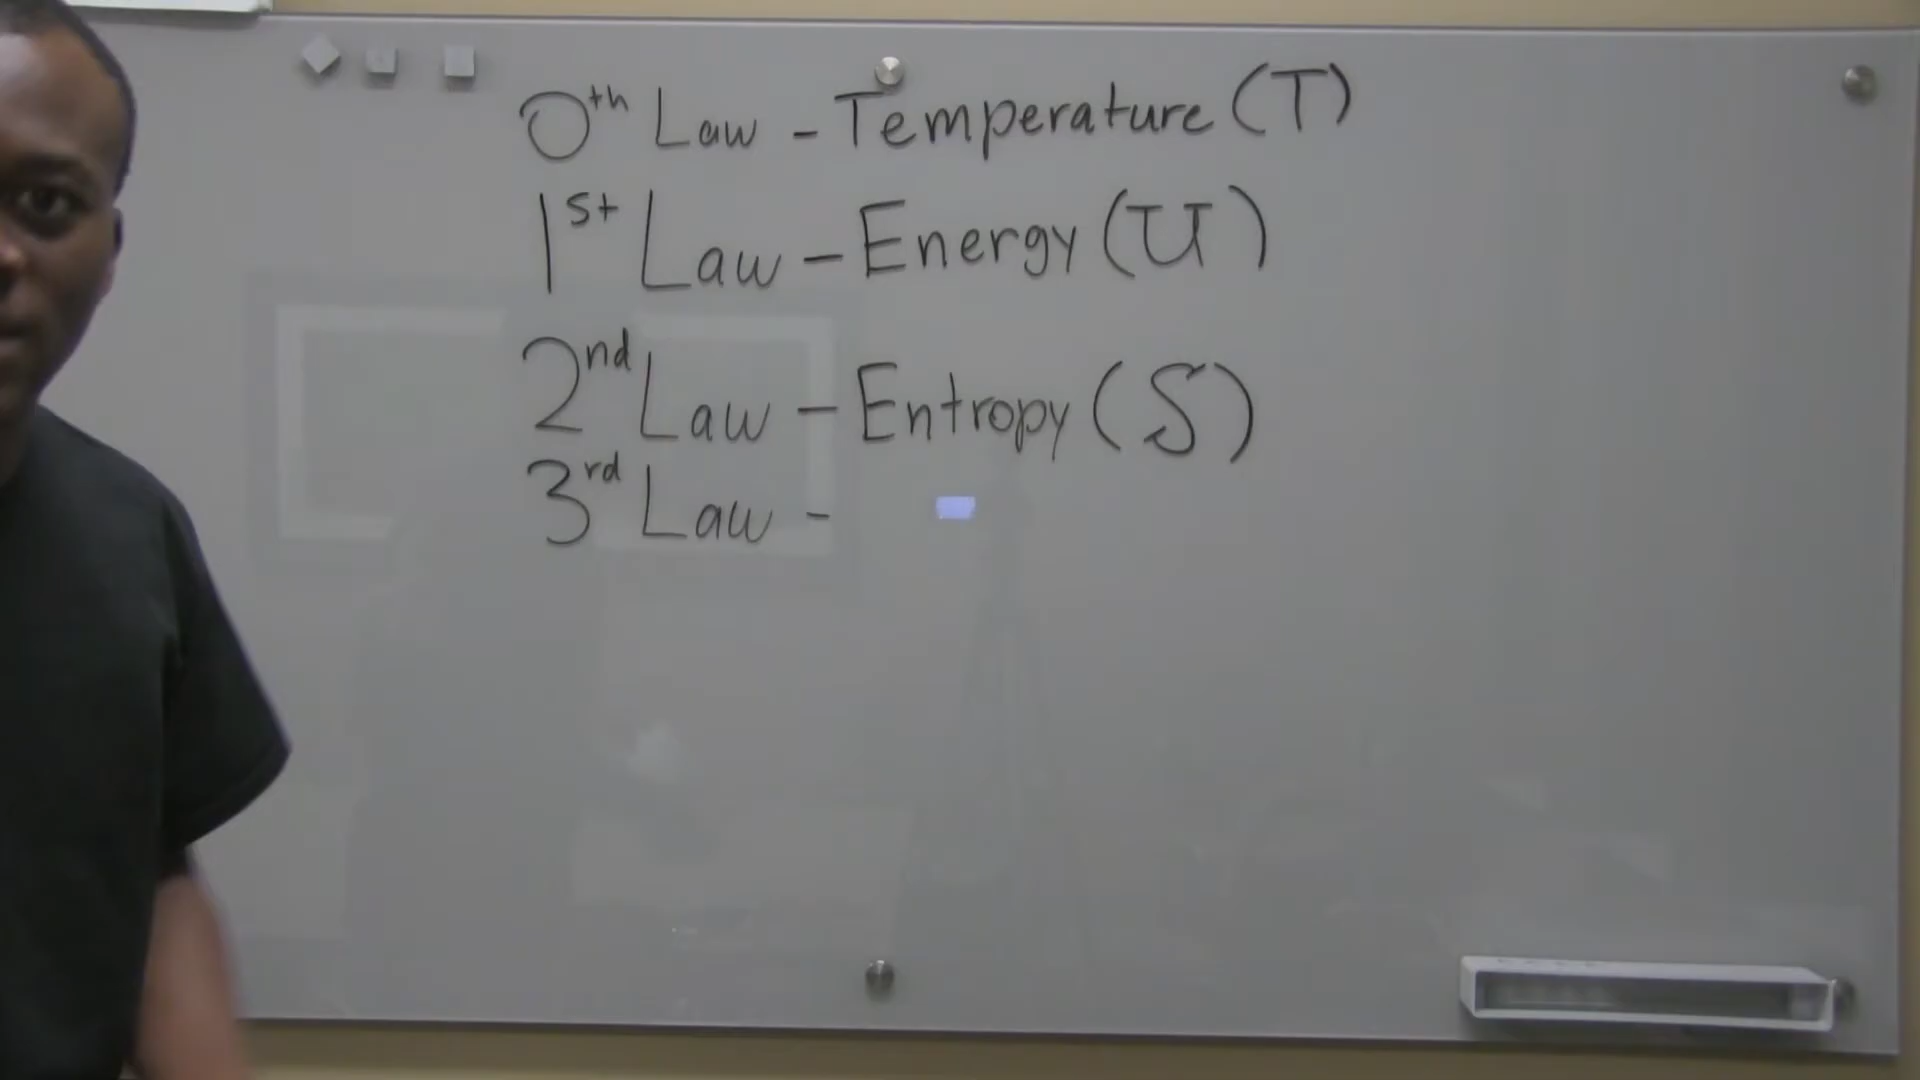 0th Law - Temperature (T)
1st Law - Energy (U)
2nd Law - Entropy (S)
3rd Law -